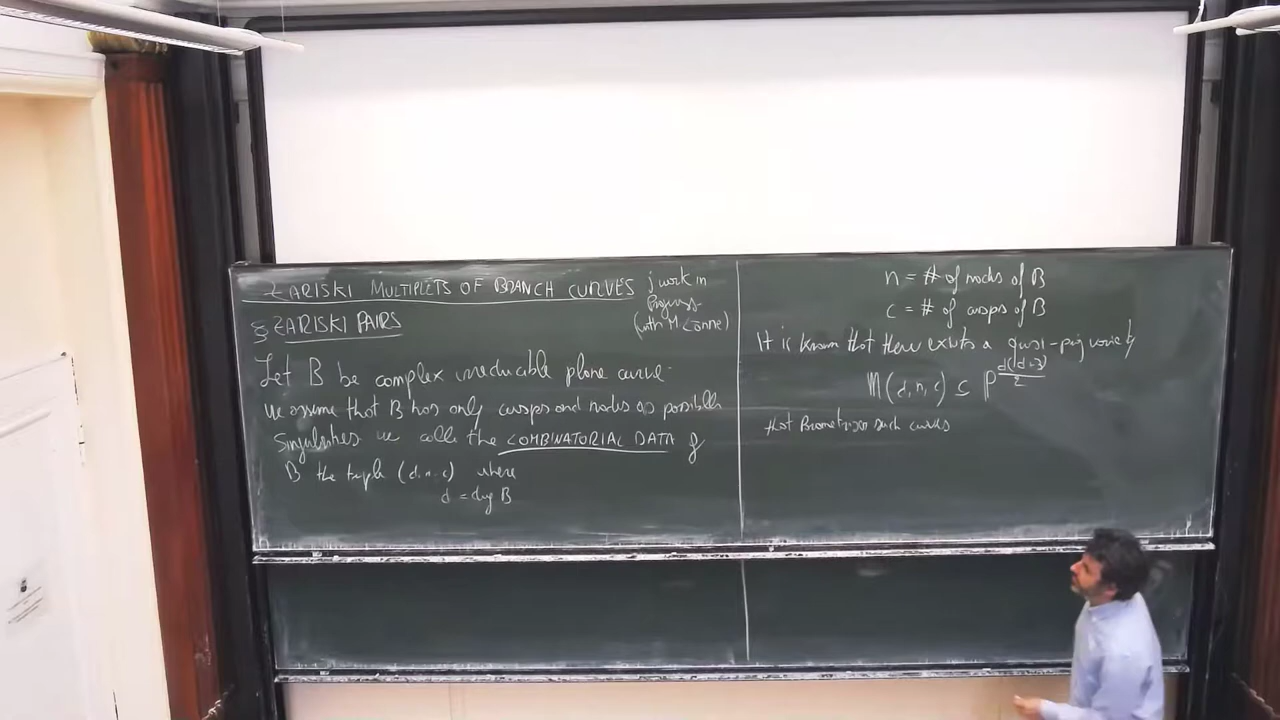 ZARISKI MULTIPLETS OF BRANCH CURVES
j work in
Progress
(with M Lönne)
§ ZARISKI PAIRS
Let B be complex irreducible plane curve.
we assume that B has only cusps and nodes as possible
singularities we calle the COMBINATORIAL DATA of
B the triple (d, n, c) where
d = deg B
n = # of nodes of B
c = # of cusps of B
It is known that there exists a quasi-proj variety
M(d, n, c) ⊆ P^{d(d+3)/2}
that Parametrizes such curves